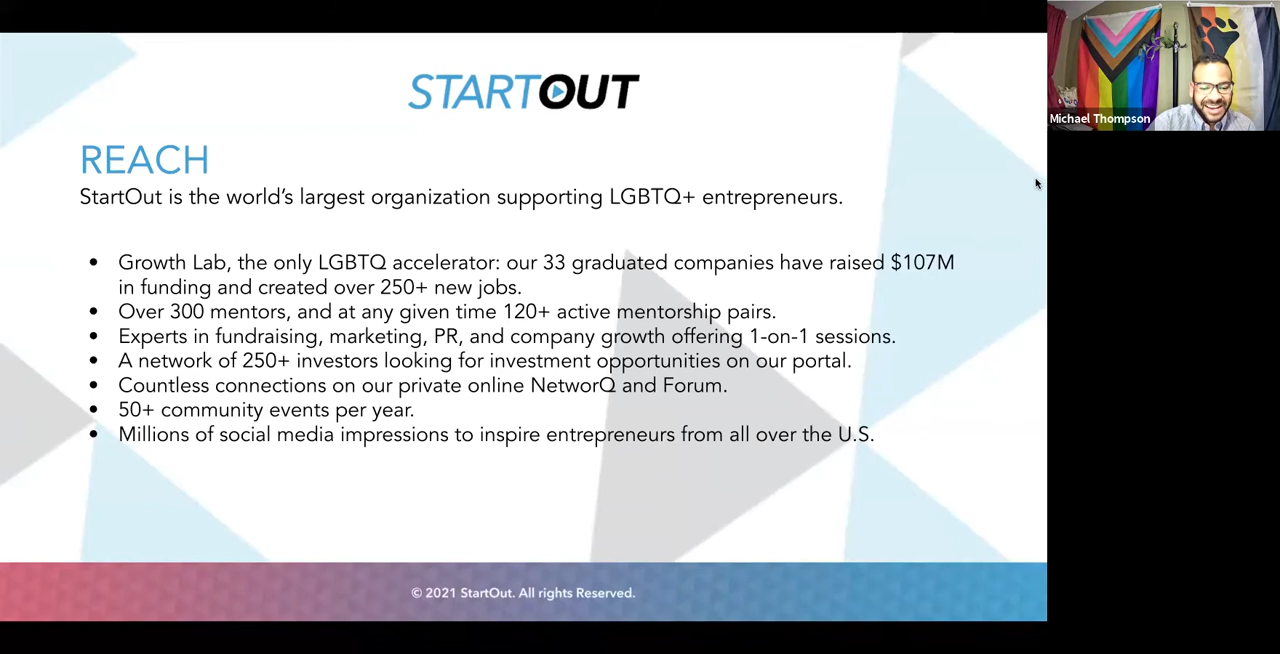 STARTOUT
Michael Thompson
REACH
StartOut is the world's largest organization supporting LGBTQ+ entrepreneurs.
• Growth Lab, the only LGBTQ accelerator: our 33 graduated companies have raised $107M
in funding and created over 250+ new jobs.
• Over 300 mentors, and at any given time 120+ active mentorship pairs.
• Experts in fundraising, marketing, PR, and company growth offering 1-on-1 sessions.
• A network of 250+ investors looking for investment opportunities on our portal.
• Countless connections on our private online NetworQ and Forum.
• 50+ community events per year.
• Millions of social media impressions to inspire entrepreneurs from all over the U.S.
© 2021 StartOut. All rights Reserved.